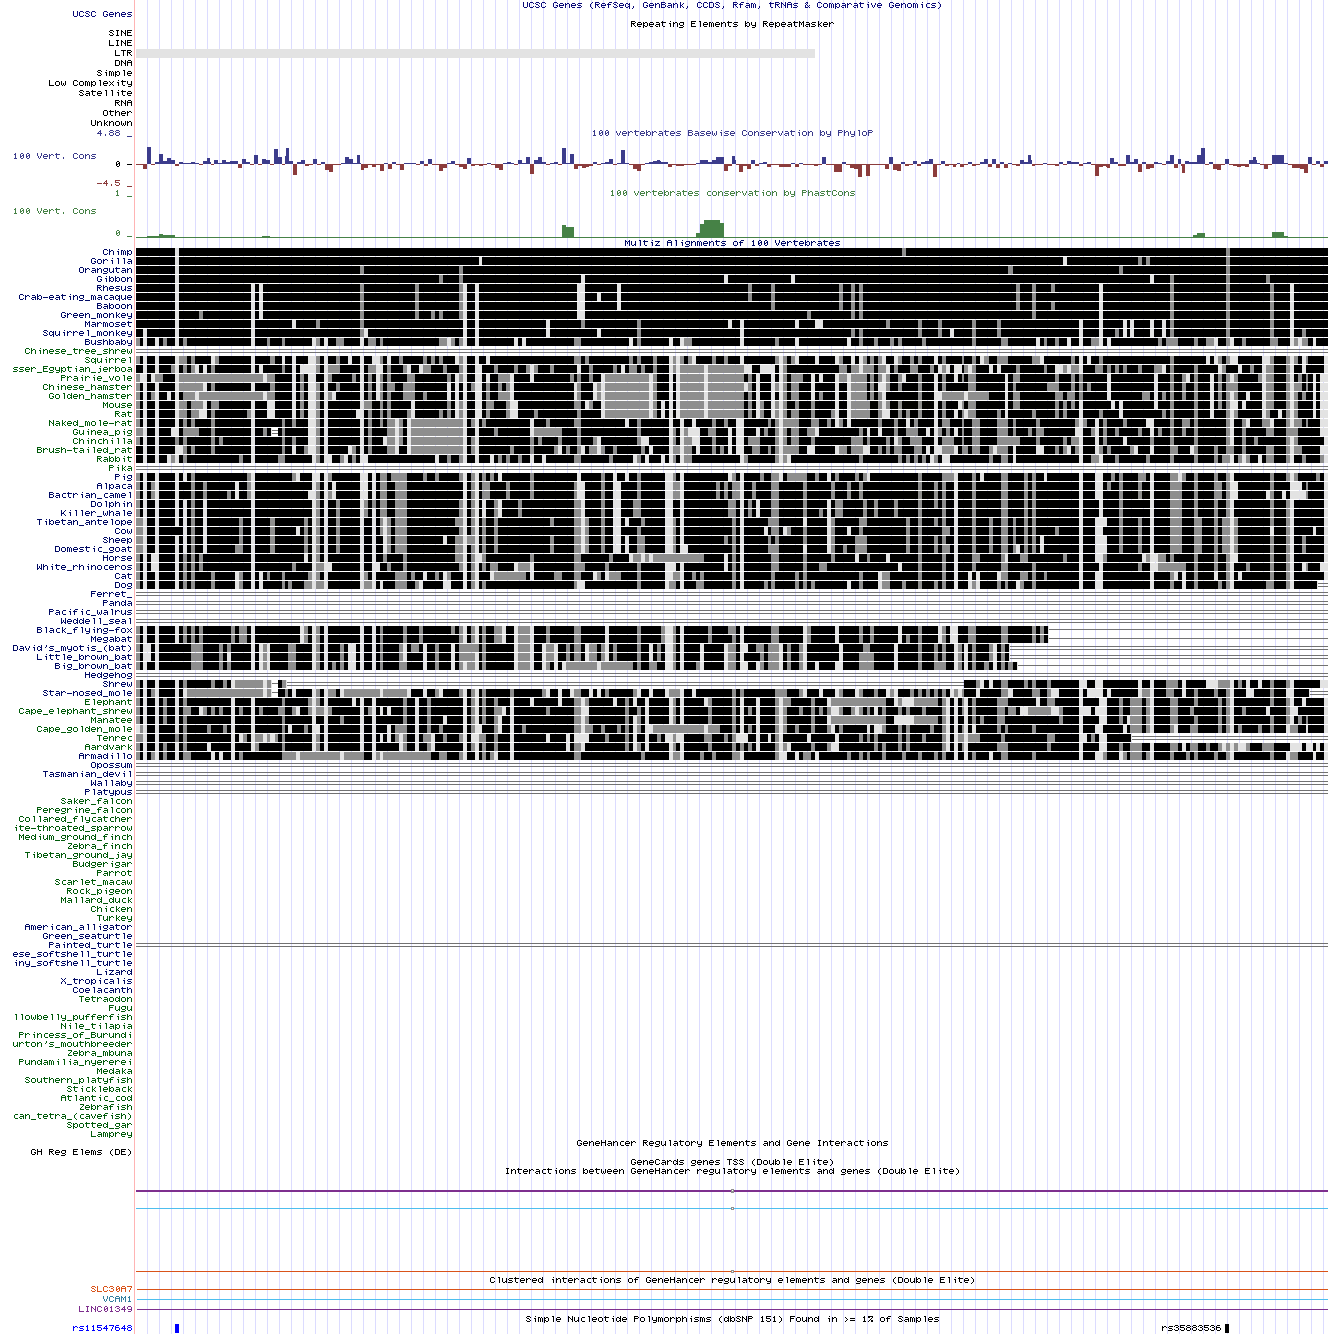 UCSC Genes (RefSeq, GenBank, CCDS, Rfam, tRNAs & Comparative Genomics)
UCSC Genes
Repeating Elements by RepeatMasker
SINE
LINE
LTR
DNA
Simple
Low Complexity
Satellite
RNA
Other
Unknown
4.88 _
100 vertebrates Basewise Conservation by PhyloP
100 Vert. Cons
0 _
-4.5 _
1 _
100 vertebrates conservation by PhastCons
100 Vert. Cons
0 _
Multiz Alignments of 100 Vertebrates
Chimp
Gorilla
Orangutan
Gibbon
Rhesus
Crab-eating_macaque
Baboon
Green_monkey
Marmoset
Squirrel_monkey
Bushbaby
Chinese_tree_shrew
Squirrel
sser_Egyptian_jerboa
Prairie_vole
Chinese_hamster
Golden_hamster
Mouse
Rat
Naked_mole-rat
Guinea_pig
Chinchilla
Brush-tailed_rat
Rabbit
Pika
Pig
Alpaca
Bactrian_camel
Dolphin
Killer_whale
Tibetan_antelope
Cow
Sheep
Domestic_goat
Horse
White_rhinoceros
Cat
Dog
Ferret_
Panda
Pacific_walrus
Weddell_seal
Black_flying-fox
Megabat
David's_myotis_(bat)
Little_brown_bat
Big_brown_bat
Hedgehog
Shrew
Star-nosed_mole
Elephant
Cape_elephant_shrew
Manatee
Cape_golden_mole
Tenrec
Aardvark
Armadillo
Opossum
Tasmanian_devil
Wallaby
Platypus
Saker_falcon
Peregrine_falcon
Collared_flycatcher
ite-throated_sparrow
Medium_ground_finch
Zebra_finch
Tibetan_ground_jay
Budgerigar
Parrot
Scarlet_macaw
Rock_pigeon
Mallard_duck
Chicken
Turkey
American_alligator
Green_seaturtle
Painted_turtle
ese_softshell_turtle
iny_softshell_turtle
Lizard
X_tropicalis
Coelacanth
Tetraodon
Fugu
llowbelly_pufferfish
Nile_tilapia
Princess_of_Burundi
urton's_mouthbreeder
Zebra_mbuna
Pundamilia_nyererei
Medaka
Southern_platyfish
Stickleback
Atlantic_cod
Zebrafish
can_tetra_(cavefish)
Spotted_gar
Lamprey
GeneHancer Regulatory Elements and Gene Interactions
GH Reg Elems (DE)
GeneCards genes TSS (Double Elite)
Interactions between GeneHancer regulatory elements and genes (Double Elite)
Clustered interactions of GeneHancer regulatory elements and genes (Double Elite)
SLC30A7
VCAM1
LINC01349
Simple Nucleotide Polymorphisms (dbSNP 151) Found in >= 1% of Samples
rs11547648 rs35883536